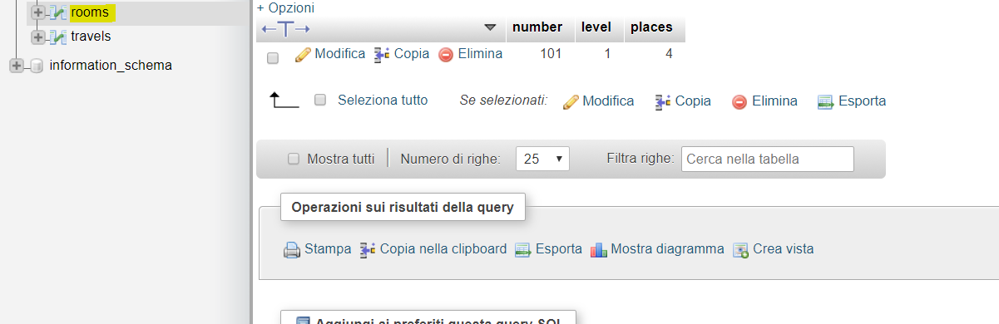 rooms
travels
information_schema
+ Opzioni
number level places
Modifica Copia Elimina 101 1 4
Seleziona tutto Se selezionati: Modifica Copia Elimina Esporta
Mostra tutti Numero di righe: 25 Filtra righe: Cerca nella tabella
Operazioni sui risultati della query
Stampa Copia nella clipboard Esporta Mostra diagramma Crea vista
Aggiungi ai preferiti questa query SQL